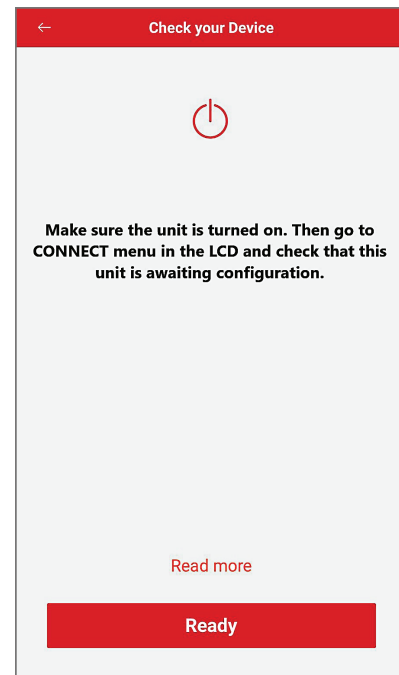 Check your Device
Make sure the unit is turned on. Then go to
CONNECT menu in the LCD and check that this
unit is awaiting configuration.
Read more
Ready